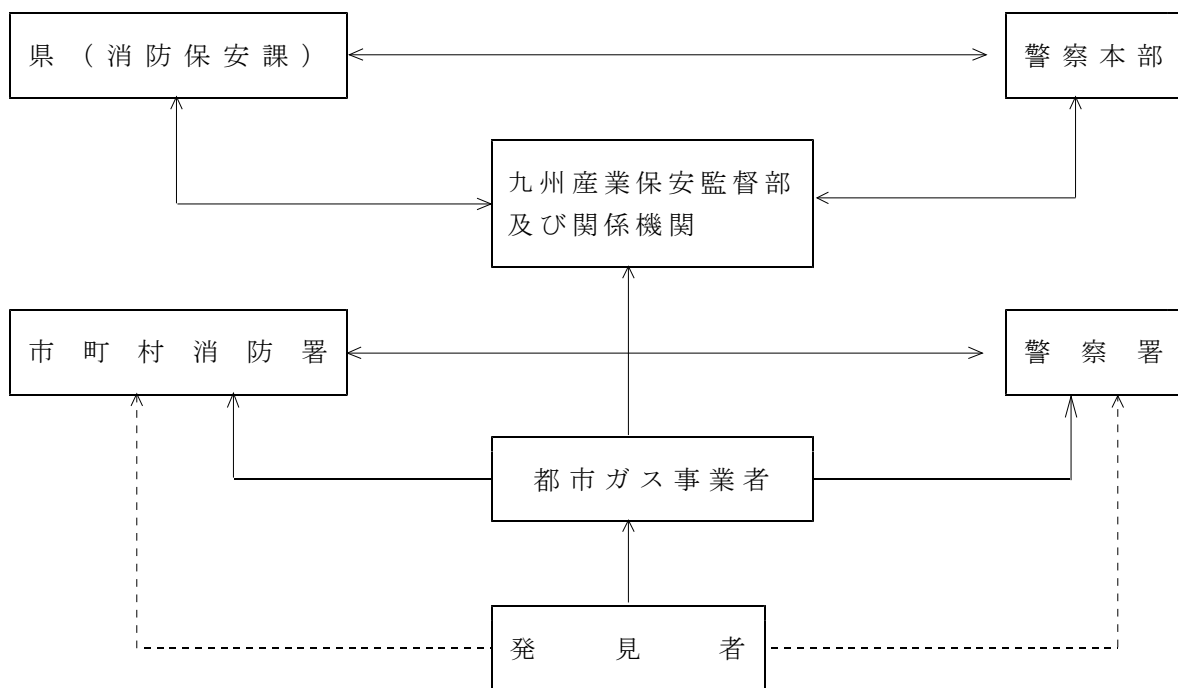 県(消防保安課)
警察本部
九州産業保安監督部
及び関係機関
市町村消防署
警察署
都市ガス事業者
発見者